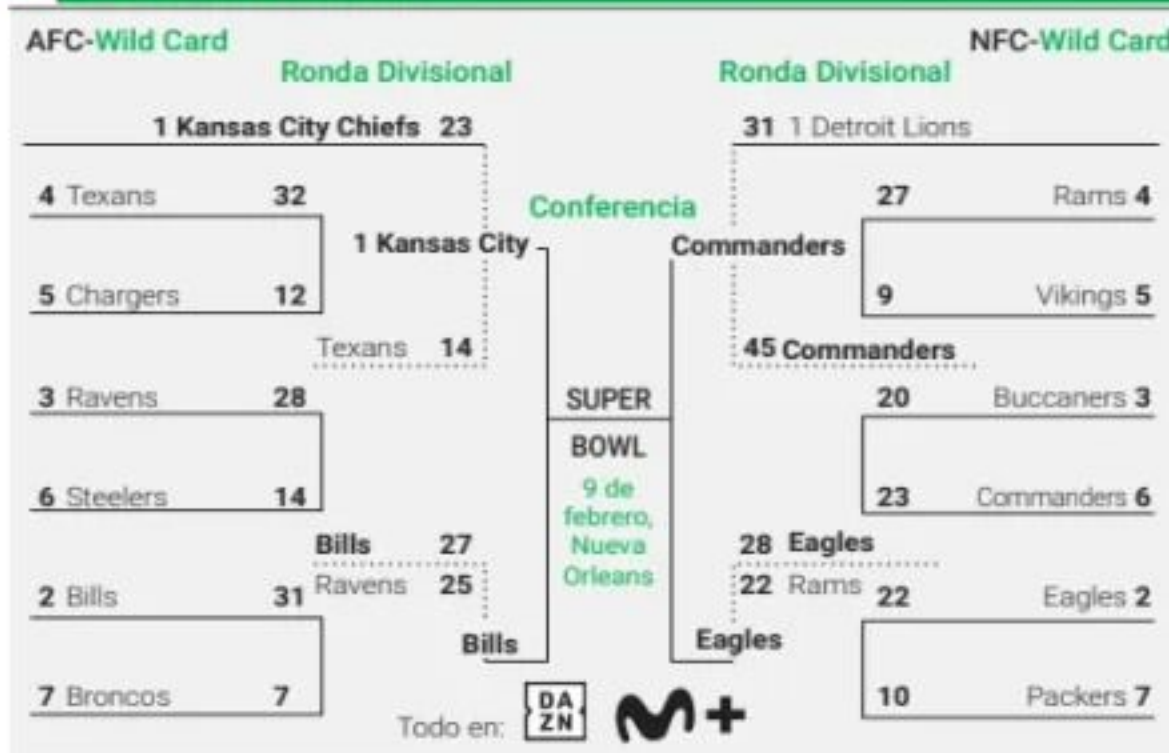 AFC-Wild Card
NFC-Wild Card
Ronda Divisional
Ronda Divisional
1 Kansas City Chiefs 23
31 1 Detroit Lions
4 Texans 32
27 Rams 4
Conferencia
1 Kansas City
Commanders
5 Chargers 12
9 Vikings 5
Texans 14
45 Commanders
3 Ravens 28
SUPER
20 Buccaners 3
BOWL
6 Steelers 14
9 de
febrero,
Nueva
Orleans
23 Commanders 6
Bills 27
28 Eagles
Ravens 25
22 Rams
2 Bills 31
22 Eagles 2
Bills
Eagles
7 Broncos 7
10 Packers 7
Todo en:
DA
ZN
M+